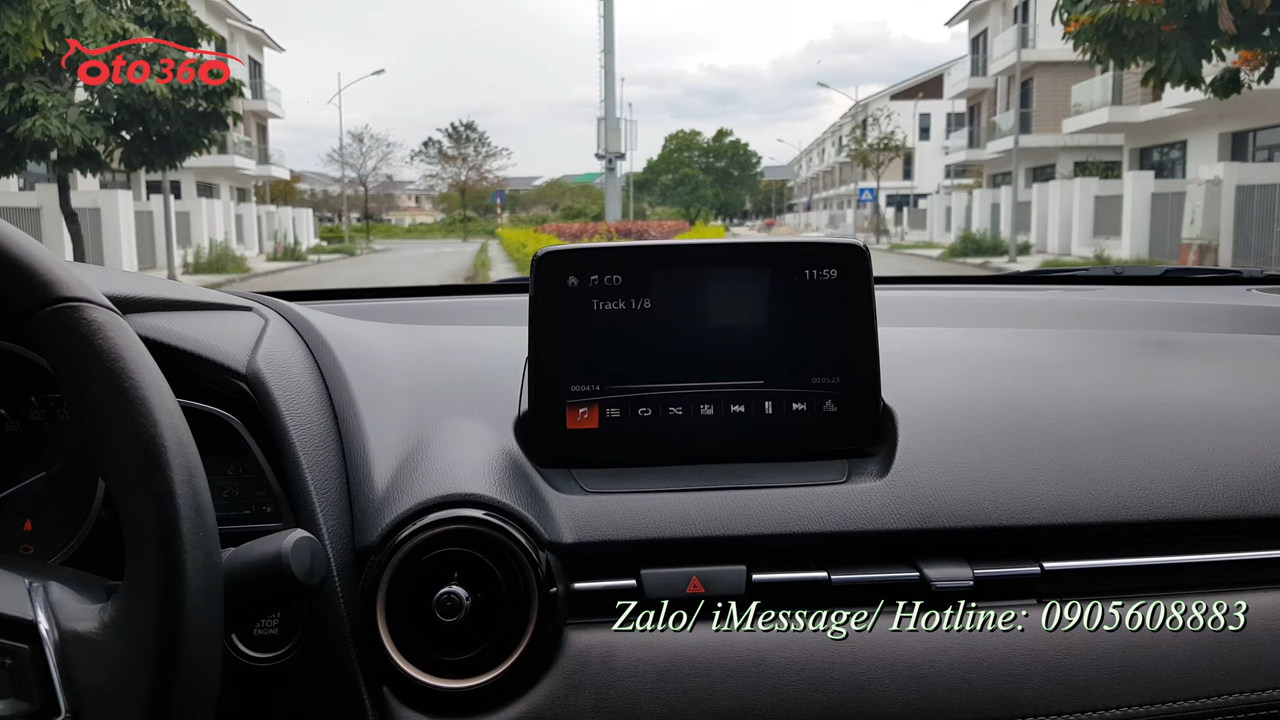 oto360
CD
11:59
Track 1/8
00:04:14
00:05:23
STOP
ENGINE
Zalo/ iMessage/ Hotline: 0905608883